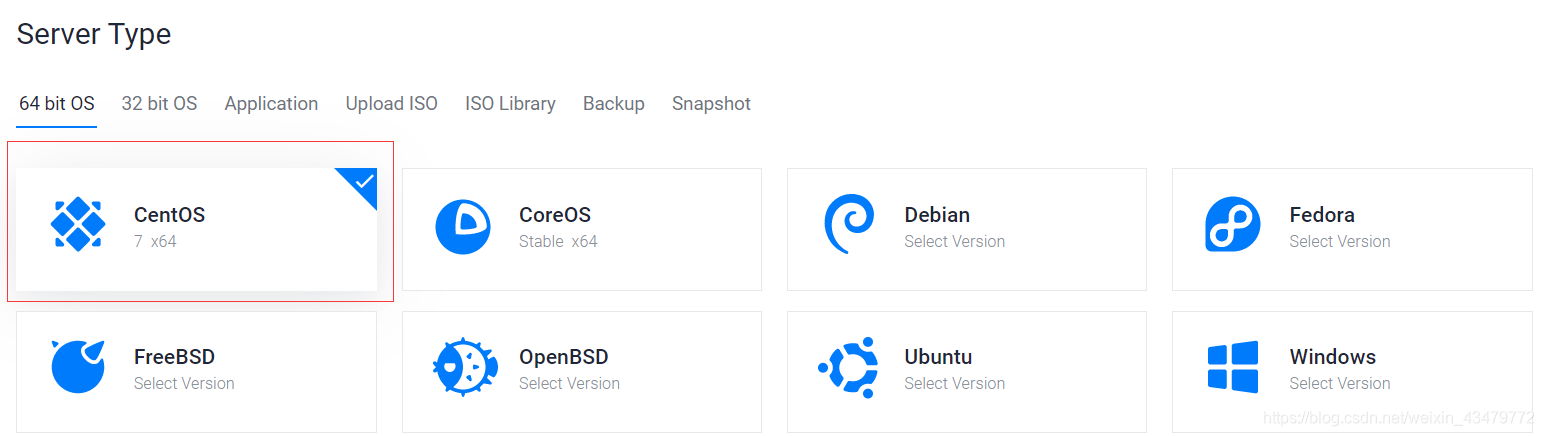 Server Type
64 bit OS 32 bit OS Application Upload ISO ISO Library Backup Snapshot
CentOS
7 x64
CoreOS
Stable x64
Debian
Select Version
Fedora
Select Version
FreeBSD
Select Version
OpenBSD
Select Version
Ubuntu
Select Version
Windows
Select Version
https://blog.csdn.net/weixin_43479772